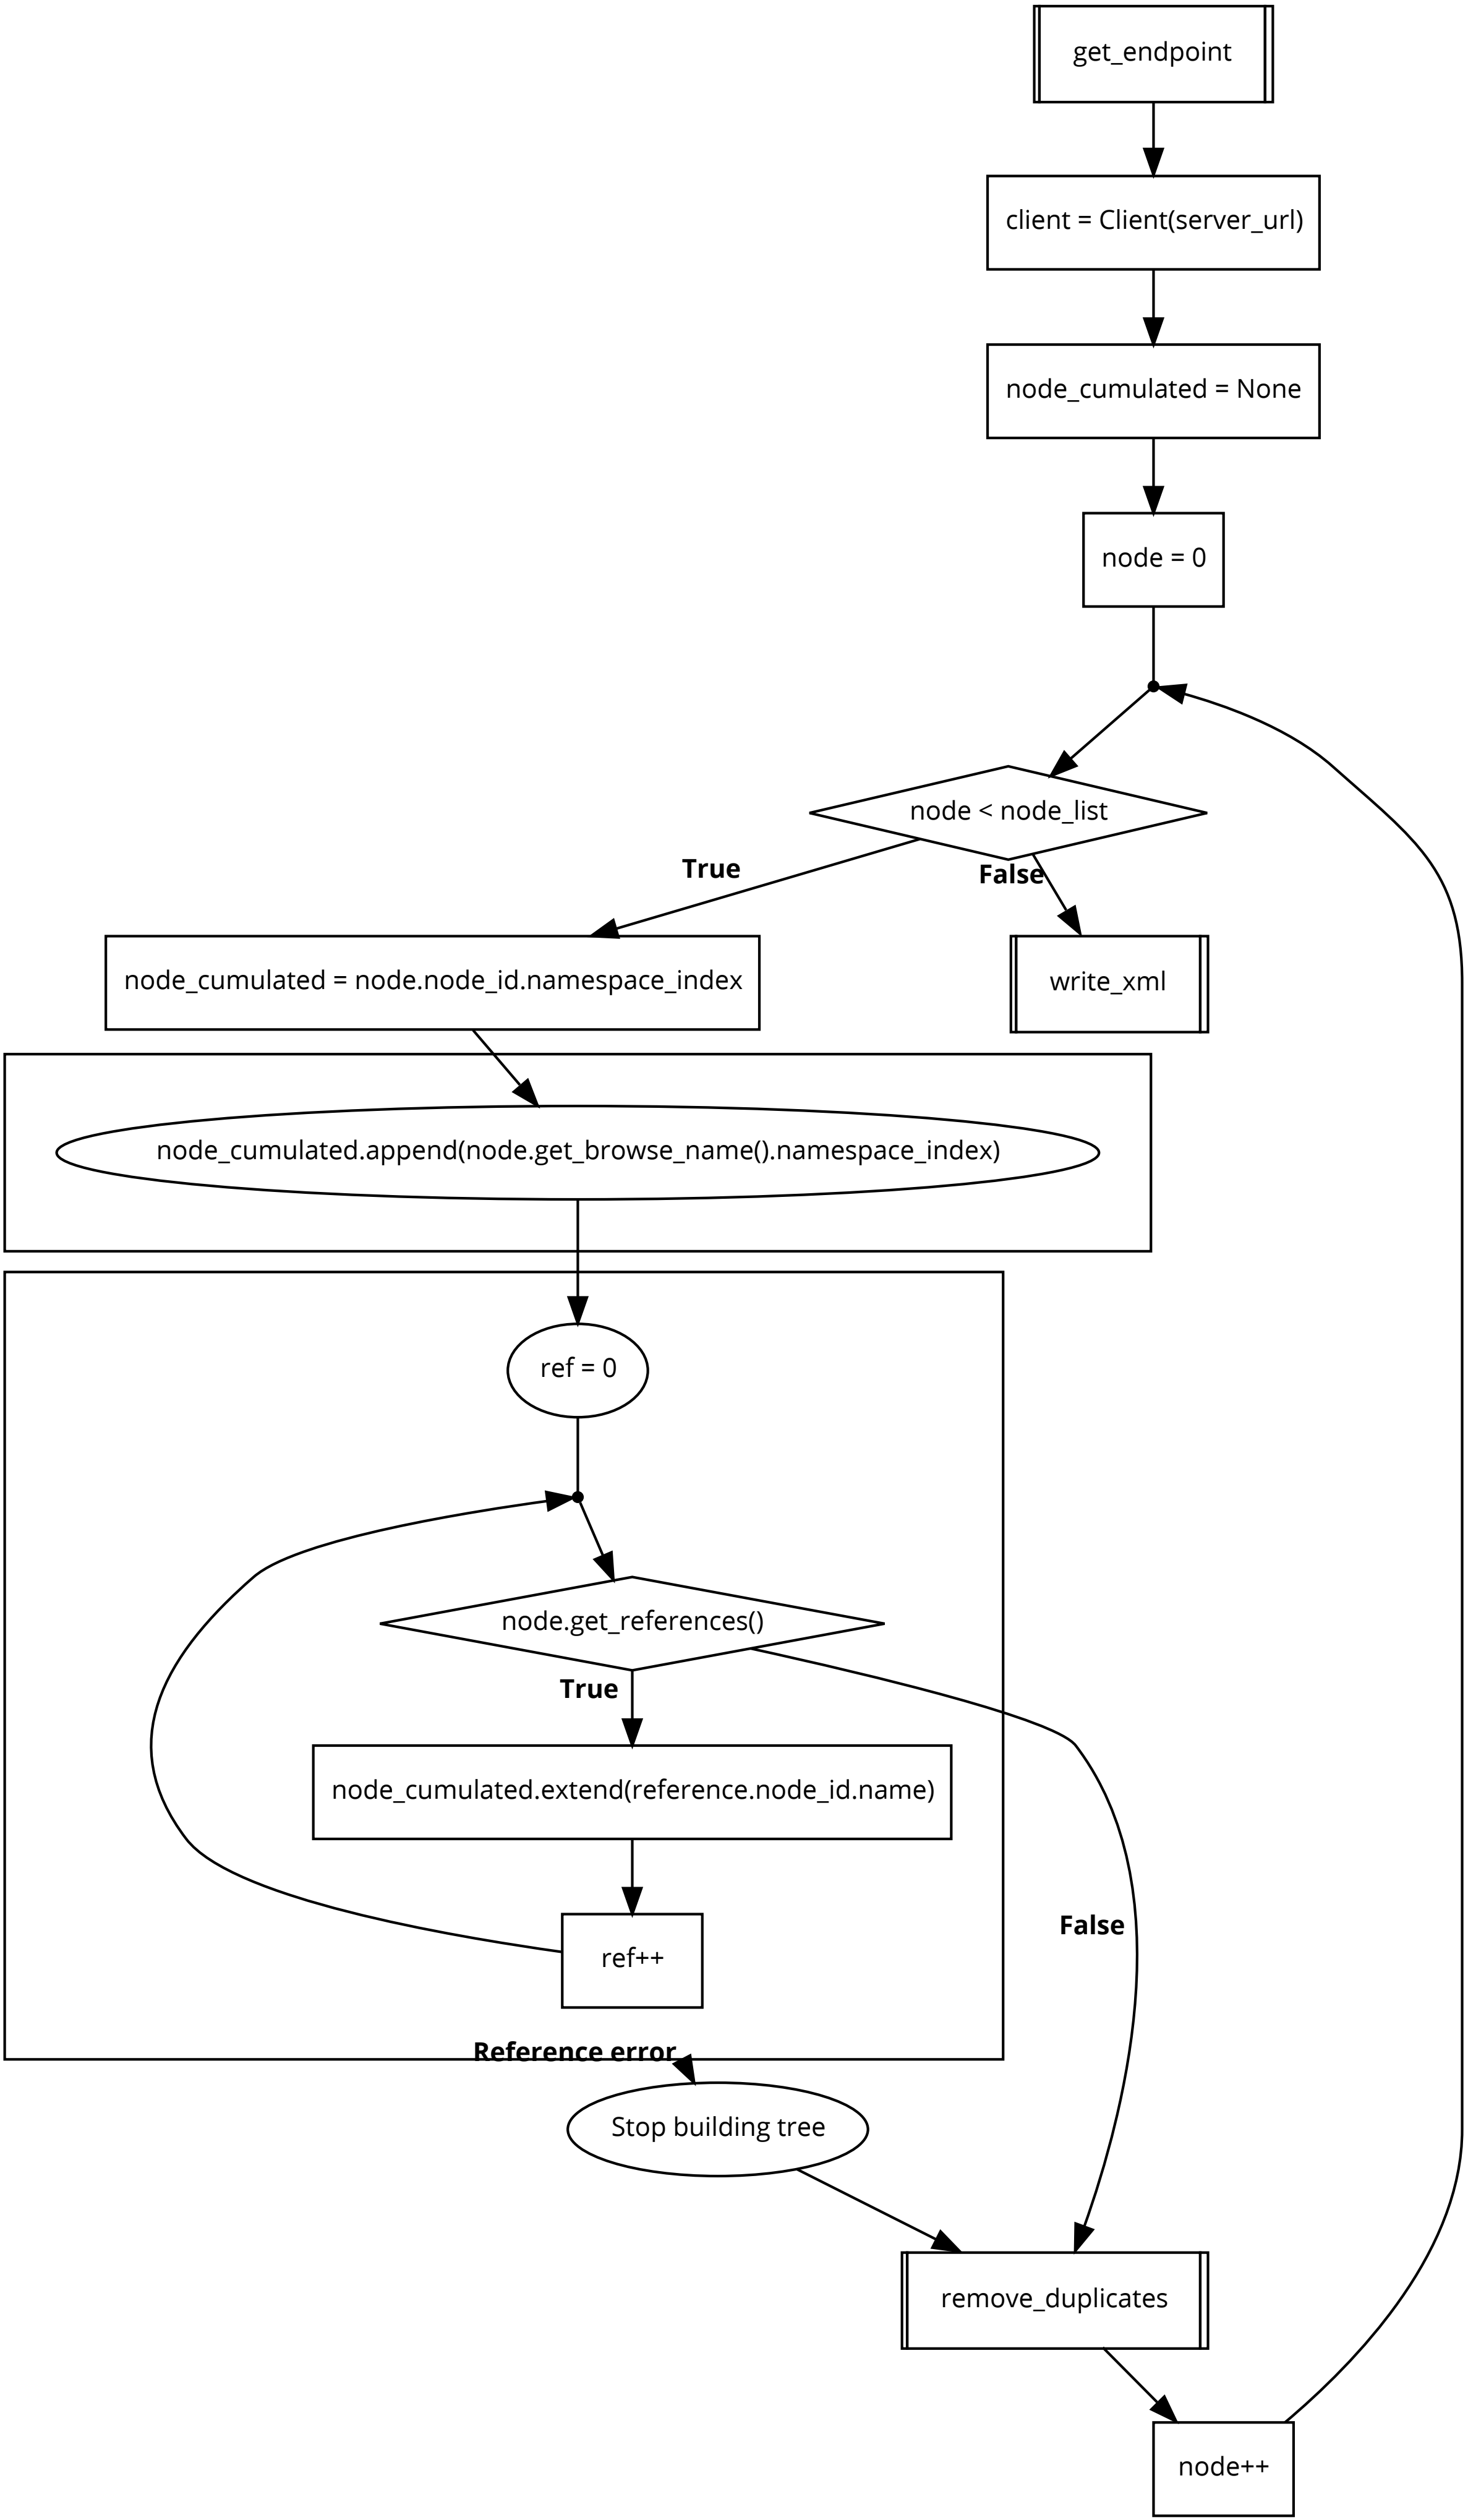 get_endpoint
client = Client(server_url)
node_cumulated = None
node = 0
node < node_list
True
False
node_cumulated = node.node_id.namespace_index
write_xml
node_cumulated.append(node.get_browse_name().namespace_index)
ref = 0
node.get_references()
True
node_cumulated.extend(reference.node_id.name)
False
ref++
Reference error
Stop building tree
remove_duplicates
node++